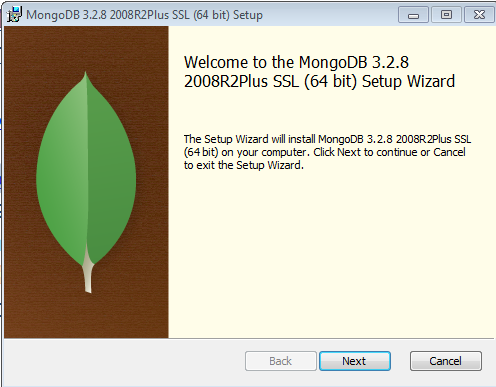 MongoDB 3.2.8 2008R2Plus SSL (64 bit) Setup
Welcome to the MongoDB 3.2.8
2008R2Plus SSL (64 bit) Setup Wizard
The Setup Wizard will install MongoDB 3.2.8 2008R2Plus SSL
(64 bit) on your computer. Click Next to continue or Cancel
to exit the Setup Wizard.
Back
Next
Cancel